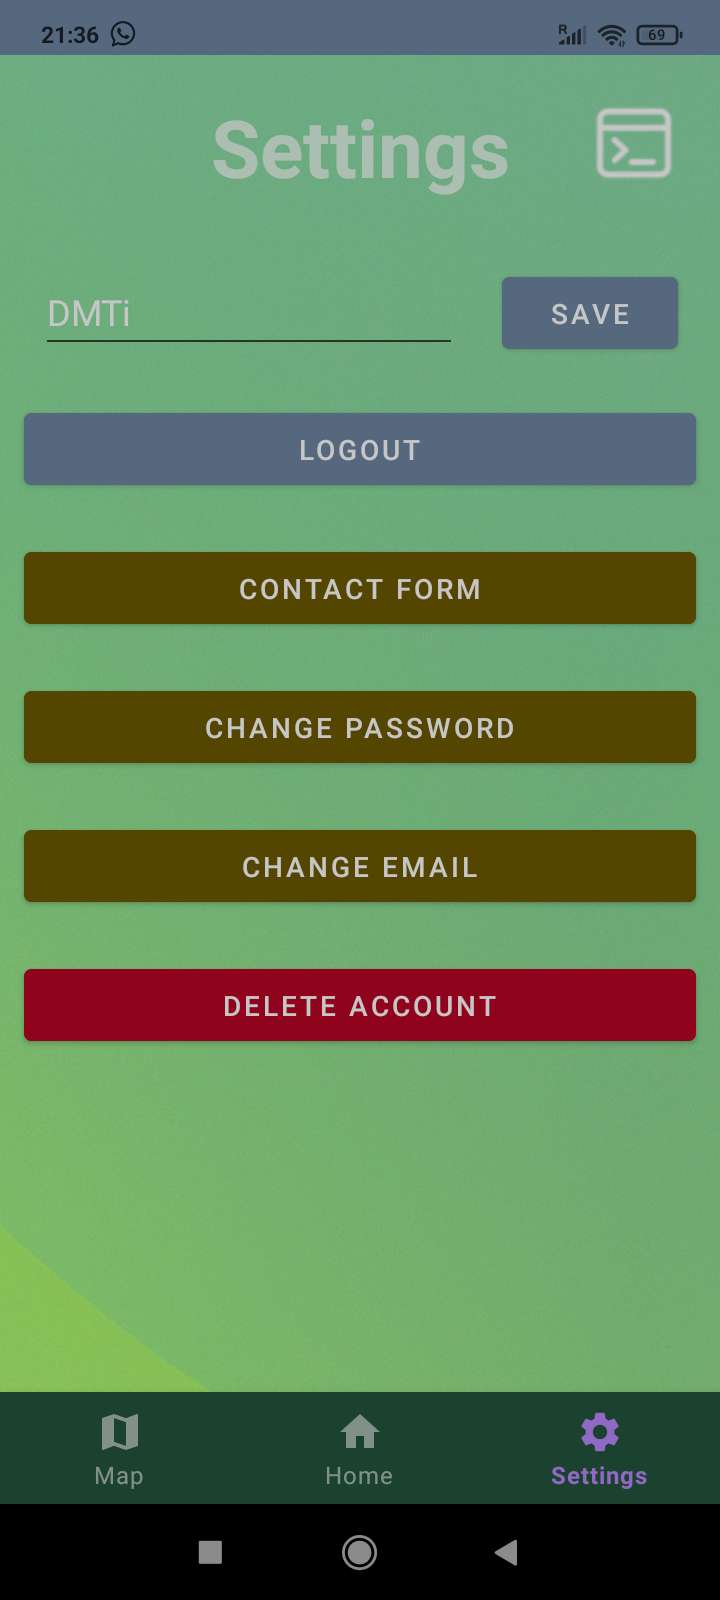 21:36
R
69
Settings
DMTi
SAVE
LOGOUT
CONTACT FORM
CHANGE PASSWORD
CHANGE EMAIL
DELETE ACCOUNT
Map
Home
Settings